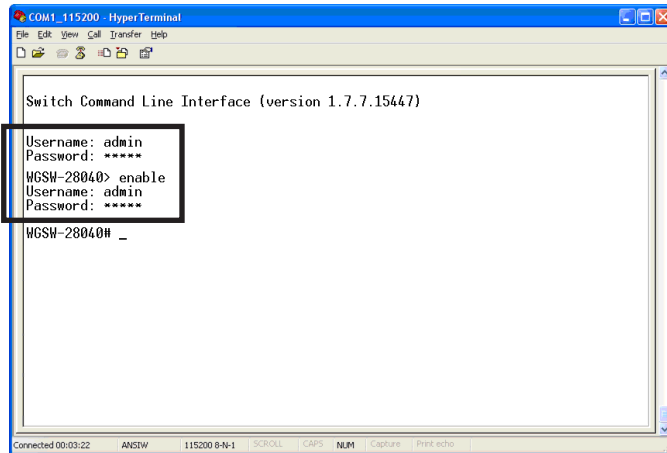 COM1_115200 - HyperTerminal
File Edit View Call Transfer Help
Switch Command Line Interface (version 1.7.7.15447)
Username: admin
Password: *****
WGSW-28040> enable
Username: admin
Password: *****
WGSW-28040# _
Connected 00:03:22 ANSIW 115200 8-N-1 SCROLL CAPS NUM Capture Print echo